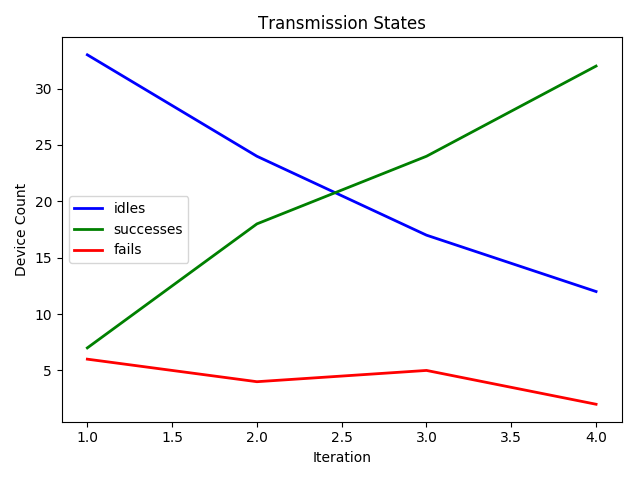 Transmission States
Device Count
30
25
20
15
10
5
idles
successes
fails
1.0 1.5 2.0 2.5 3.0 3.5 4.0
Iteration